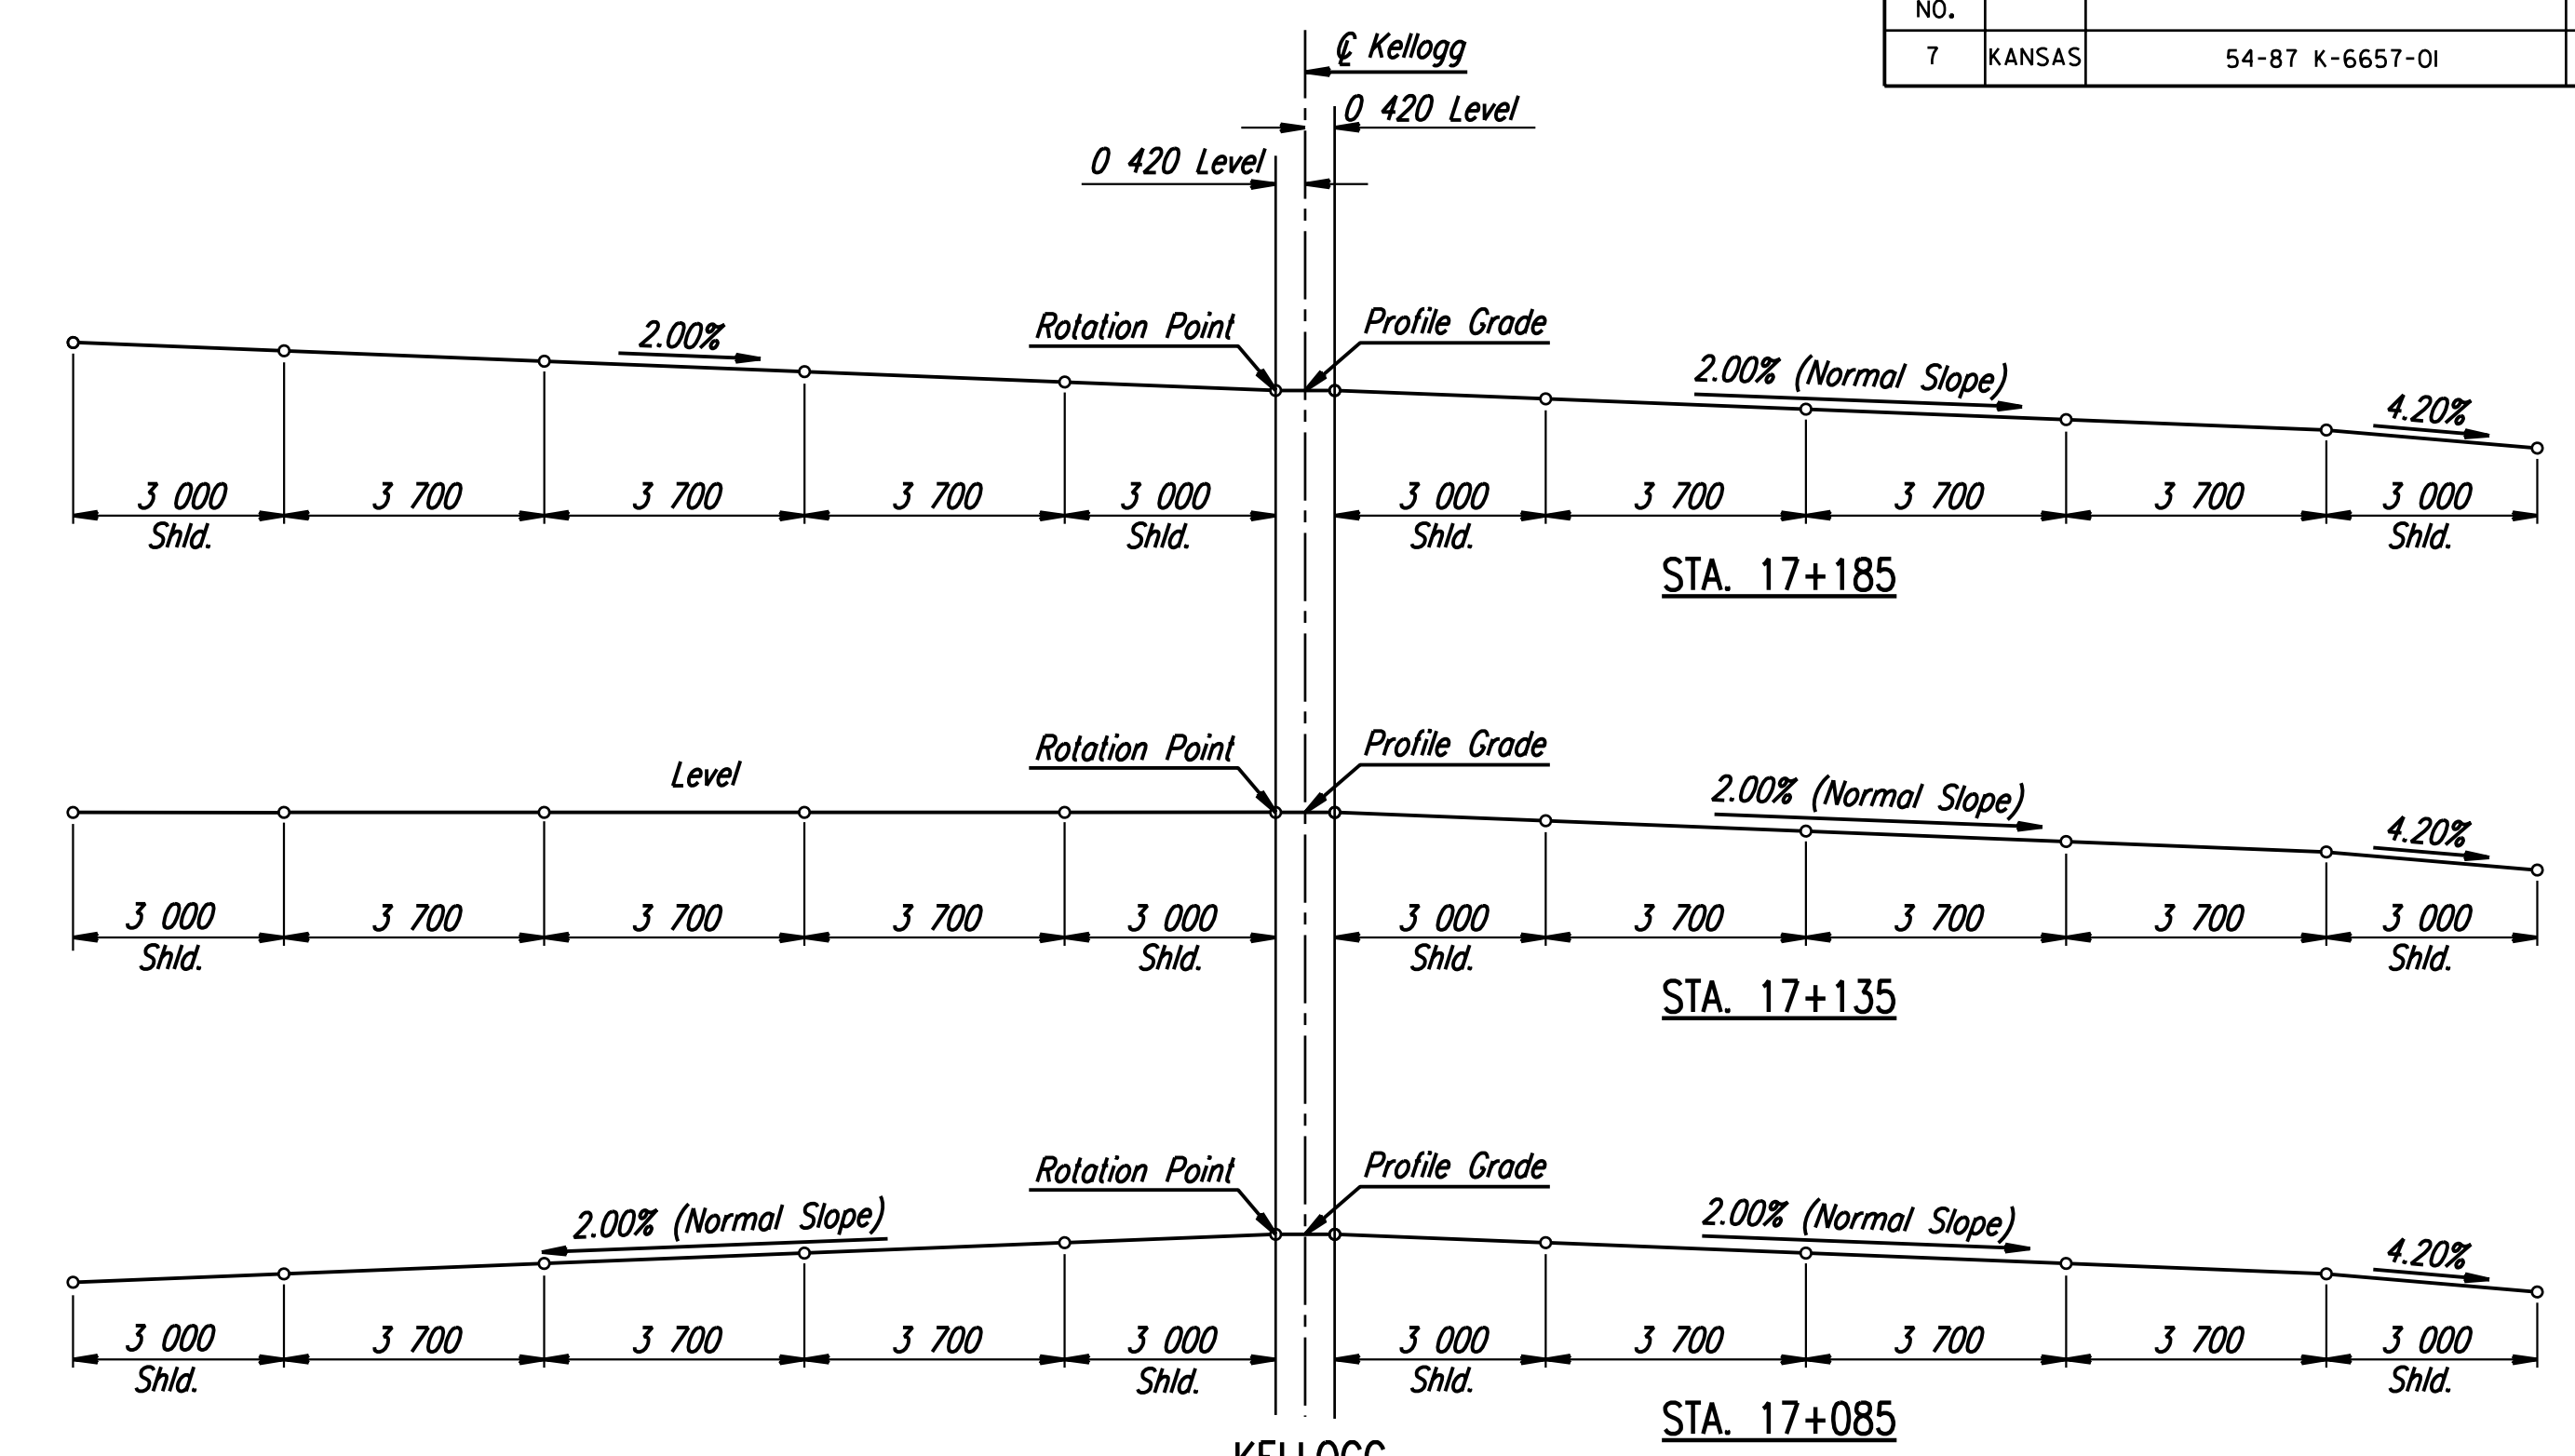 NO.
7 KANSAS 54-87 K-6657-01
℄ Kellogg
0 420 Level
0 420 Level
2.00% Rotation Point Profile Grade 2.00% (Normal Slope) 4.20%
3 000 3 700 3 700 3 700 3 000 3 000 3 700 3 700 3 700 3 000
Shld. Shld. Shld. Shld.
STA. 17+185
Level Rotation Point Profile Grade 2.00% (Normal Slope) 4.20%
3 000 3 700 3 700 3 700 3 000 3 000 3 700 3 700 3 700 3 000
Shld. Shld. Shld. Shld.
STA. 17+135
2.00% (Normal Slope) Rotation Point Profile Grade 2.00% (Normal Slope) 4.20%
3 000 3 700 3 700 3 700 3 000 3 000 3 700 3 700 3 700 3 000
Shld. Shld. Shld. Shld.
STA. 17+085
KELLOGG